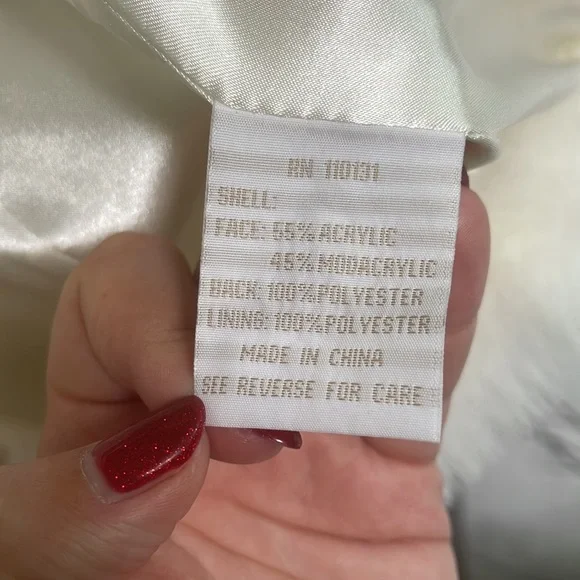 RN 110131
SHELL:
FACE: 55% ACRYLIC
45% MODACRYLIC
BACK: 100% POLYESTER
LINING: 100% POLYESTER
MADE IN CHINA
SEE REVERSE FOR CARE